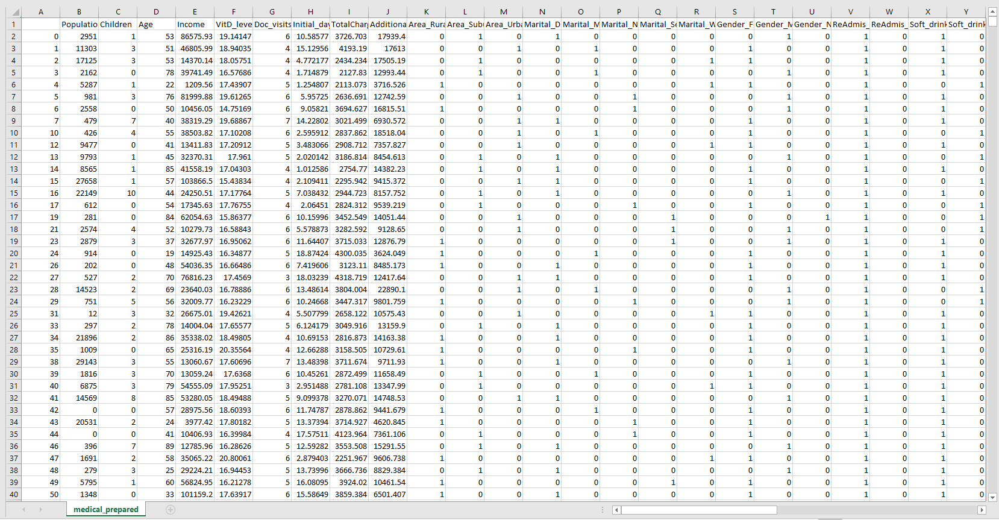 A B C D E F G H I J K L M N O P Q R S T U V W X Y
1 Populatio Children Age Income VitD_leve Doc_visits Initial_day TotalCharg Additiona Area_Rura Area_Sub Area_Urba Marital_D Marital_M Marital_N Marital_Se Marital_W Gender_F Gender_M Gender_N ReAdmis_ ReAdmis_ Soft_drink Soft_drink
2 0 2951 1 53 86575.93 19.14147 6 10.58577 3726.703 17939.4 0 1 0 1 0 0 0 0 0 1 0 1 0 1 0
3 1 11303 3 51 46805.99 18.94035 4 15.12956 4193.19 17613 0 0 1 0 1 0 0 0 1 0 0 1 0 1 0
4 2 17125 3 53 14370.14 18.05751 4 4.772177 2434.234 17505.19 0 1 0 0 0 0 0 1 1 0 0 1 0 1 0
5 3 2162 0 78 39741.49 16.57686 4 1.714879 2127.83 12993.44 0 1 0 0 1 0 0 0 0 1 0 1 0 1 0
6 4 5287 1 22 1209.56 17.43907 5 1.254807 2113.073 3716.526 1 0 0 0 0 0 0 1 1 0 0 1 0 0 1
7 5 981 3 76 81999.88 19.61265 6 5.95725 2636.691 12742.59 0 0 1 0 0 1 0 0 0 1 0 1 0 1 0
8 6 2558 0 50 10456.05 14.75169 6 9.05821 3694.627 16815.51 1 0 0 0 0 1 0 0 0 1 0 1 0 1 0
9 7 479 7 40 38319.29 19.68867 7 14.22802 3021.499 6930.572 0 0 1 1 0 0 0 0 1 0 0 1 0 1 0
10 10 426 4 55 38503.82 17.10208 6 2.595912 2837.862 18518.04 0 0 1 0 1 0 0 0 1 0 0 1 0 0 1
11 12 9477 0 41 13411.83 17.20912 5 3.483066 2908.712 7357.827 0 0 1 0 0 0 0 1 1 0 0 1 0 1 0
12 13 9793 1 45 32370.31 17.961 5 2.020142 3186.814 8454.613 0 1 0 1 0 0 0 0 0 1 0 1 0 0 1
13 14 8565 1 85 41558.19 17.04303 4 1.012586 2754.77 14382.23 0 1 0 1 0 0 0 0 1 0 0 1 0 1 0
14 15 27658 1 57 103866.5 15.43834 4 2.109411 2295.942 9415.372 0 0 1 1 0 0 0 0 1 0 0 1 0 0 1
15 16 22149 10 44 24250.51 17.17764 5 7.038432 2944.723 8157.752 0 1 0 1 0 0 0 0 0 1 0 1 0 1 0
16 17 612 0 54 17345.63 17.76755 4 2.06451 2824.312 9539.219 0 1 0 0 0 1 0 0 1 0 0 1 0 0 1
17 19 281 0 84 62054.63 15.86377 6 10.15996 3452.549 14051.44 0 0 1 0 0 0 1 0 0 0 1 1 0 0 1
18 21 2574 4 52 10279.73 16.58843 6 5.578873 3282.592 9128.65 0 0 1 0 0 0 1 0 0 1 0 1 0 0 1
19 23 2879 3 37 32677.97 16.95062 6 11.64407 3715.033 12876.79 1 0 0 0 0 0 1 0 0 1 0 1 0 1 0
20 24 914 0 19 14925.43 16.34877 5 18.87424 4300.035 3624.049 1 0 0 0 1 0 0 0 1 0 0 1 0 1 0
21 26 202 0 48 54036.35 16.66486 6 7.419606 3123.11 8485.173 1 0 0 1 0 0 0 0 1 0 0 1 0 1 0
22 27 527 2 70 76816.23 17.4569 3 18.03239 4318.719 12417.64 0 0 1 1 0 0 0 0 1 0 0 1 0 1 0
23 28 14523 2 69 23640.03 16.78886 6 13.48614 3804.004 22890.1 0 0 1 0 1 0 0 0 0 1 0 1 0 0 1
24 29 751 5 56 32009.77 16.23229 6 10.24668 3447.317 9801.759 1 0 0 0 0 1 0 0 0 1 0 1 0 0 1
25 31 12 3 32 26675.01 19.42621 4 5.507799 2658.122 10575.43 0 0 1 0 0 0 0 1 1 0 0 1 0 1 0
26 33 297 2 78 14004.04 17.65577 5 6.124179 3049.916 13159.9 0 1 0 1 0 0 0 0 1 0 0 1 0 1 0
27 34 21896 2 86 35338.02 18.49805 4 10.69153 2816.873 14163.38 1 0 0 1 0 0 0 0 1 0 0 1 0 1 0
28 35 1009 0 65 25316.19 20.35564 4 12.66288 3158.505 10729.61 1 0 0 0 0 1 0 0 1 0 0 1 0 1 0
29 38 29143 3 55 13060.67 17.60696 7 13.48398 3711.674 9711.93 1 0 0 1 0 0 0 0 0 1 0 1 0 1 0
30 39 1816 3 70 13059.24 17.6368 6 10.45261 2872.499 11658.49 0 1 0 0 1 0 0 0 1 0 0 1 0 1 0
31 40 6875 3 79 54555.09 17.95251 3 2.951488 2781.108 13347.99 0 1 0 0 0 0 0 1 1 0 0 1 0 1 0
32 41 14569 8 85 53280.05 18.49488 5 9.099378 3270.071 14748.53 0 0 1 1 0 0 0 0 0 1 0 1 0 1 0
33 42 0 0 57 28975.56 18.60393 6 11.74787 2878.862 9441.679 1 0 0 0 1 0 0 0 1 0 0 1 0 1 0
34 43 20531 2 24 3977.42 17.80182 5 13.37394 3714.927 4620.845 1 0 0 0 0 1 0 0 1 0 0 1 0 1 0
35 44 0 0 41 10406.93 16.39984 4 17.57511 4123.964 7361.106 0 1 0 0 0 1 0 0 1 0 0 1 0 1 0
36 46 396 7 89 12785.96 16.28626 5 12.59282 3553.508 15291.55 0 1 0 1 0 0 0 0 0 1 0 1 0 1 0
37 47 1691 2 58 35065.22 20.80061 6 2.879403 2251.967 9606.738 1 0 0 0 0 0 0 1 1 0 0 1 0 1 0
38 48 279 3 25 29224.21 16.94453 5 13.73996 3666.736 8829.384 0 1 0 1 0 0 0 0 0 1 0 1 0 1 0
39 49 5795 1 60 56824.95 16.21278 5 16.08095 3924.02 10461.54 1 0 0 0 0 0 1 0 1 0 0 1 0 1 0
40 50 1348 0 33 101159.2 17.63917 6 15.58649 3859.384 6501.407 1 0 0 1 0 0 0 0 1 0 0 1 0 1 0
medical_prepared